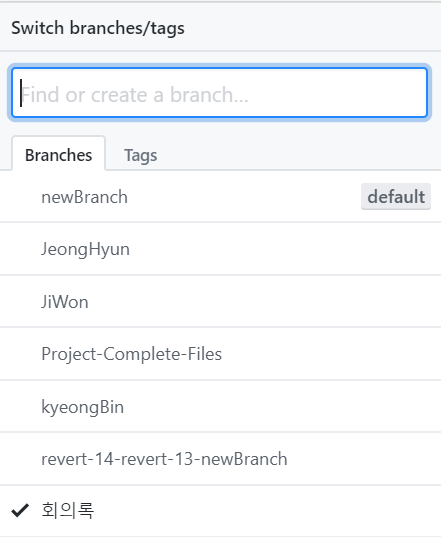 Switch branches/tags
Find or create a branch...
Branches Tags
newBranch default
JeongHyun
JiWon
Project-Complete-Files
kyeongBin
revert-14-revert-13-newBranch
회의록